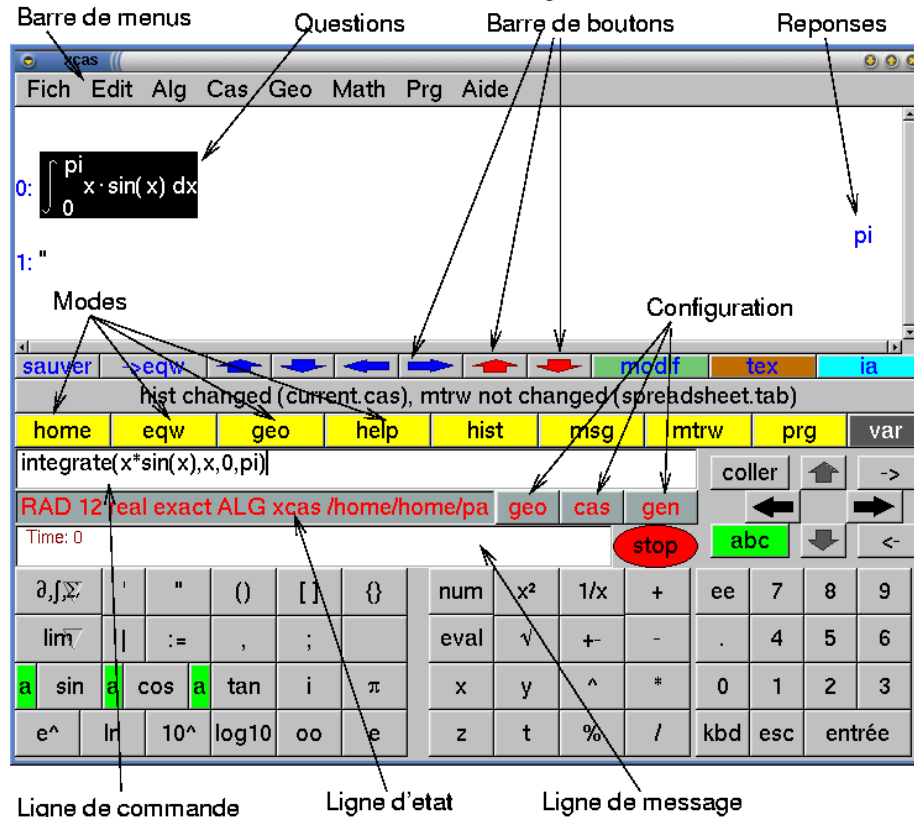 Barre de menus Questions Barre de boutons Reponses
xcas
Fich Edit Alg Cas Geo Math Prg Aide
0: ∫ pi 0 x·sin(x) dx
pi
1: "
Modes Configuration
sauver ->eqw modif tex ia
hist changed (current.cas), mtrw not changed (spreadsheet.tab)
home eqw geo help hist msg mtrw prg var
integrate(x*sin(x),x,0,pi) coller ->
RAD 12 real exact ALG xcas /home/home/pa geo cas gen
Time: 0 stop abc <-
∂,∫,Σ ' " () [] {} num x² 1/x + ee 7 8 9
lim | := , ; eval √ +- - . 4 5 6
a sin a cos a tan i π x y ^ * 0 1 2 3
e^ ln 10^ log10 oo e z t % / kbd esc entrée
Ligne de commande Ligne d'etat Ligne de message